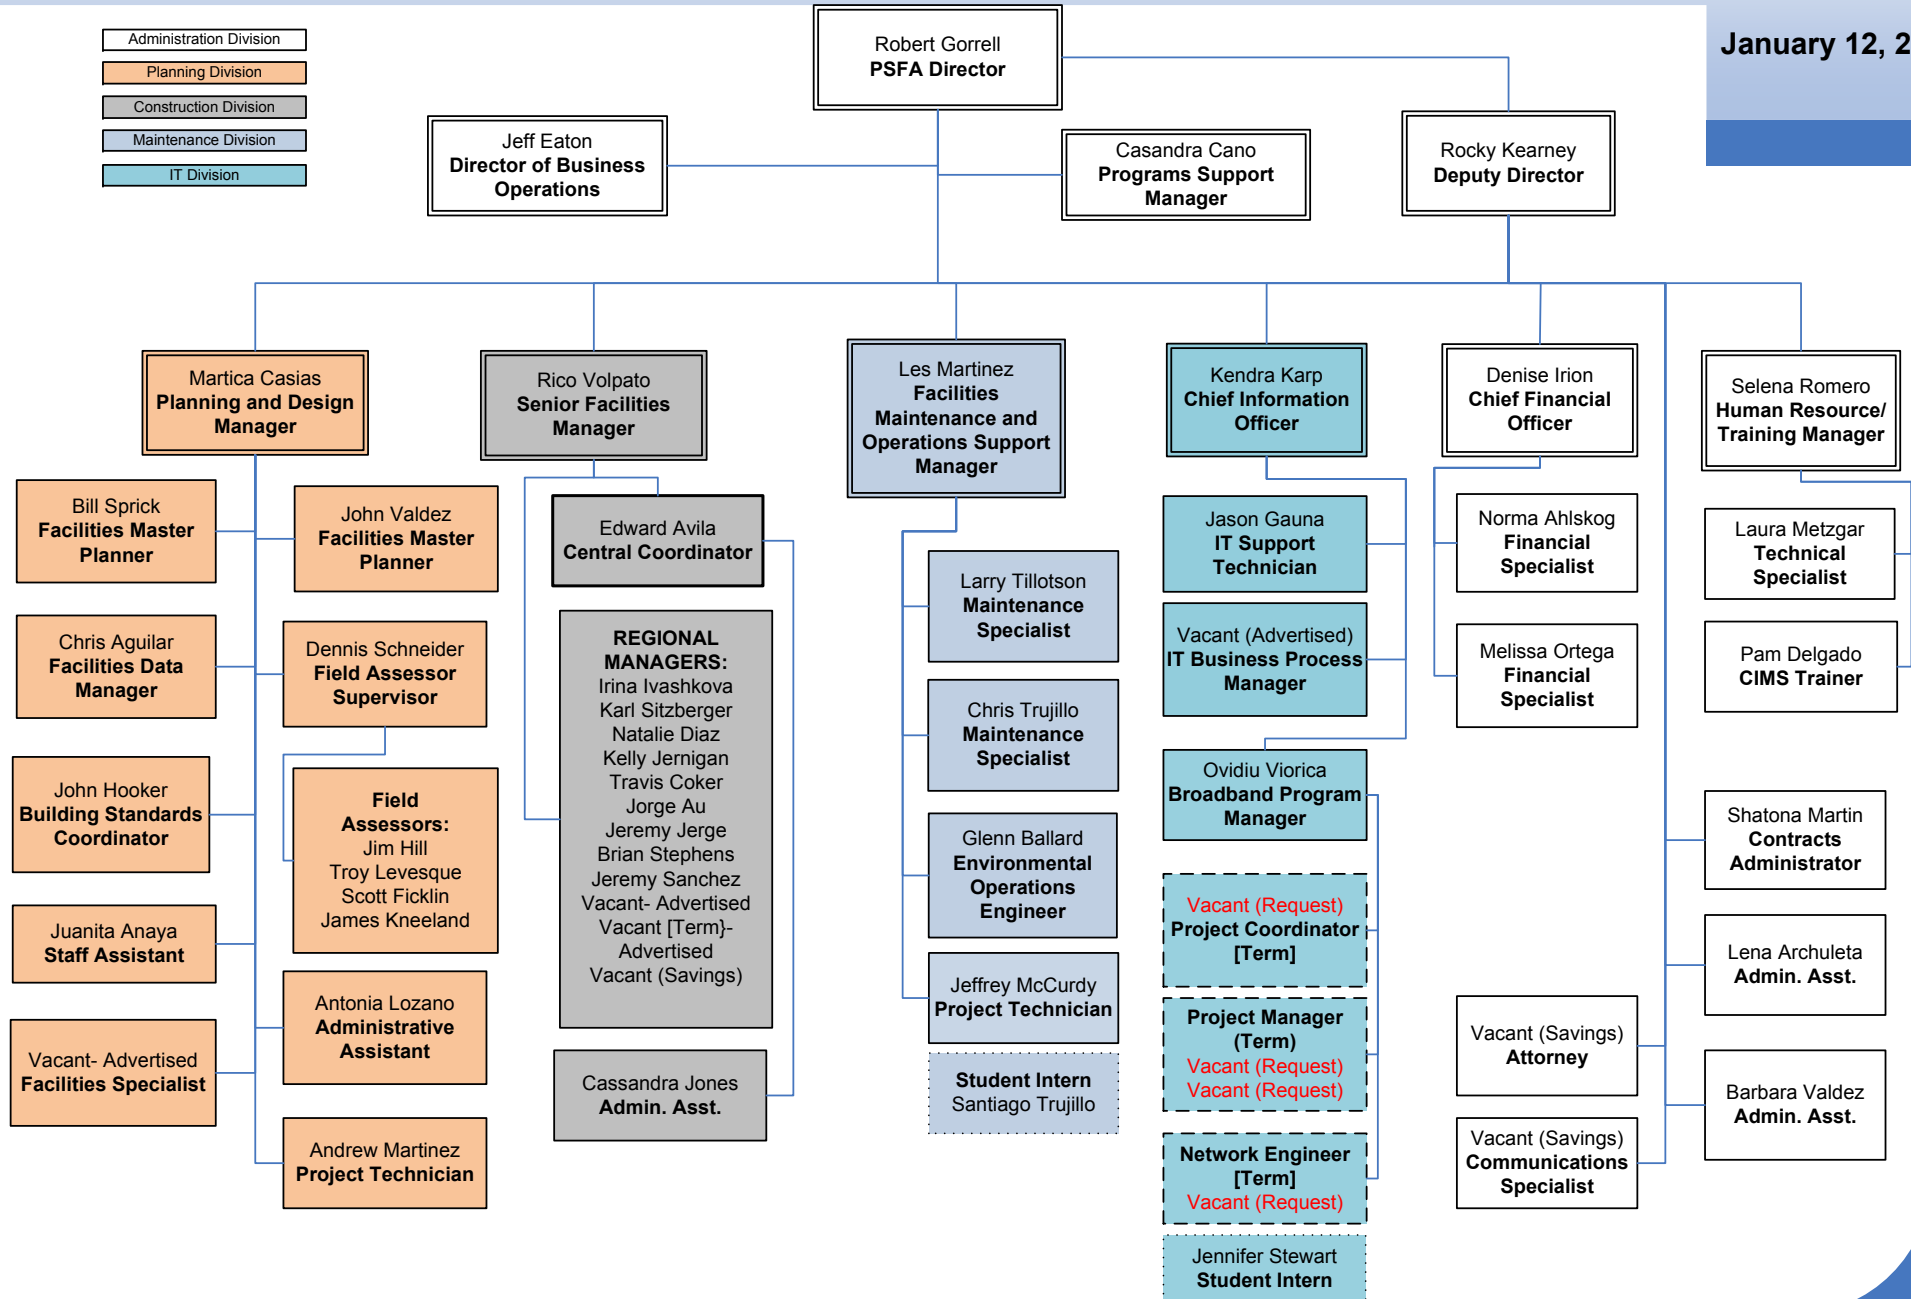 Administration Division
Planning Division
Construction Division
Maintenance Division
IT Division
January 12, 2
Robert Gorrell
PSFA Director
Jeff Eaton
Director of Business
Operations
Casandra Cano
Programs Support
Manager
Rocky Kearney
Deputy Director
Martica Casias
Planning and Design
Manager
Bill Sprick
Facilities Master
Planner
John Valdez
Facilities Master
Planner
Chris Aguilar
Facilities Data
Manager
Dennis Schneider
Field Assessor
Supervisor
John Hooker
Building Standards
Coordinator
Field
Assessors:
Jim Hill
Troy Levesque
Scott Ficklin
James Kneeland
Juanita Anaya
Staff Assistant
Antonia Lozano
Administrative
Assistant
Vacant- Advertised
Facilities Specialist
Andrew Martinez
Project Technician
Rico Volpato
Senior Facilities
Manager
Edward Avila
Central Coordinator
REGIONAL
MANAGERS:
Irina Ivashkova
Karl Sitzberger
Natalie Diaz
Kelly Jernigan
Travis Coker
Jorge Au
Jeremy Jerge
Brian Stephens
Jeremy Sanchez
Vacant- Advertised
Vacant [Term}-
Advertised
Vacant (Savings)
Cassandra Jones
Admin. Asst.
Les Martinez
Facilities
Maintenance and
Operations Support
Manager
Larry Tillotson
Maintenance
Specialist
Chris Trujillo
Maintenance
Specialist
Glenn Ballard
Environmental
Operations
Engineer
Jeffrey McCurdy
Project Technician
Student Intern
Santiago Trujillo
Kendra Karp
Chief Information
Officer
Jason Gauna
IT Support
Technician
Vacant (Advertised)
IT Business Process
Manager
Ovidiu Viorica
Broadband Program
Manager
Vacant (Request)
Project Coordinator
[Term]
Project Manager
(Term)
Vacant (Request)
Vacant (Request)
Network Engineer
[Term]
Vacant (Request)
Jennifer Stewart
Student Intern
Denise Irion
Chief Financial
Officer
Norma Ahlskog
Financial
Specialist
Melissa Ortega
Financial
Specialist
Selena Romero
Human Resource/
Training Manager
Laura Metzgar
Technical
Specialist
Pam Delgado
CIMS Trainer
Shatona Martin
Contracts
Administrator
Lena Archuleta
Admin. Asst.
Vacant (Savings)
Attorney
Barbara Valdez
Admin. Asst.
Vacant (Savings)
Communications
Specialist